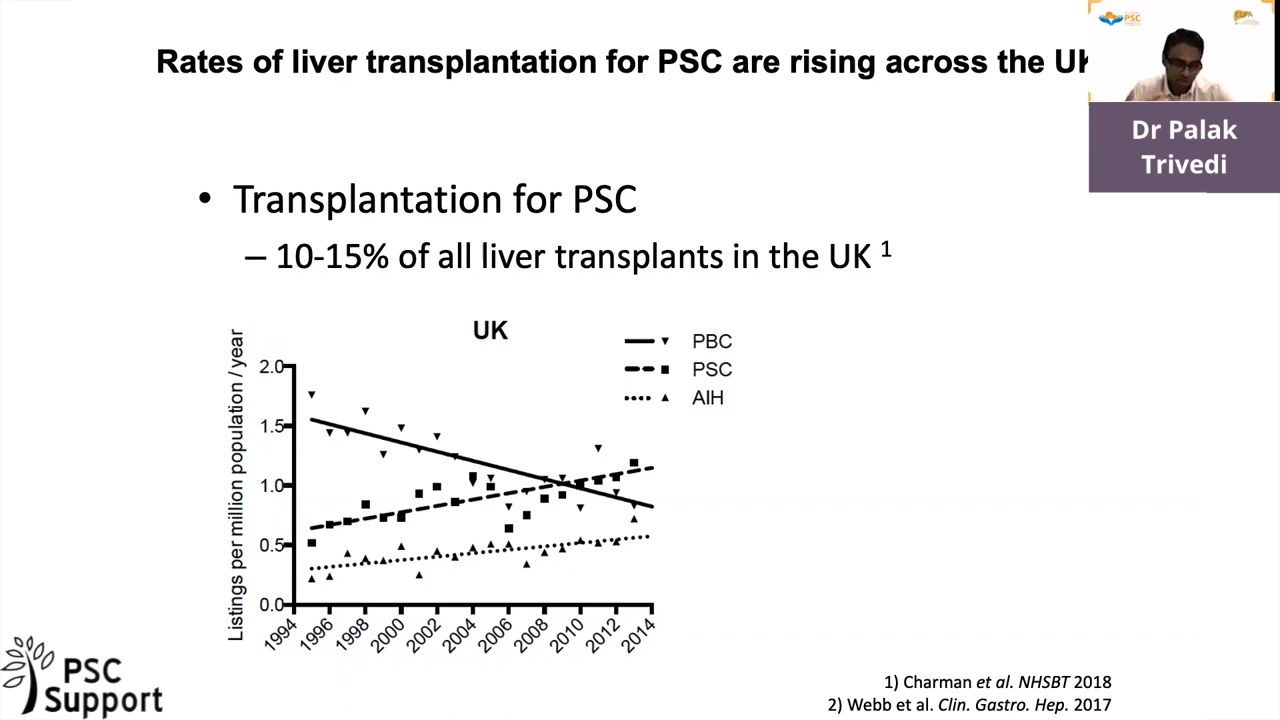 Rates of liver transplantation for PSC are rising across the UK
PSC
Dr Palak
Trivedi
• Transplantation for PSC
– 10-15% of all liver transplants in the UK 1
UK
PBC
PSC
AIH
Listings per million population / year
2.0
1.5
1.0
0.5
0.0
1994
1996
1998
2000
2002
2004
2006
2008
2010
2012
2014
PSC
Support
1) Charman et al. NHSBT 2018
2) Webb et al. Clin. Gastro. Hep. 2017